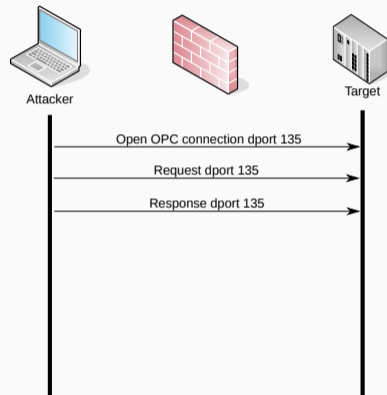 Attacker
Target
Open OPC connection dport 135
Request dport 135
Response dport 135